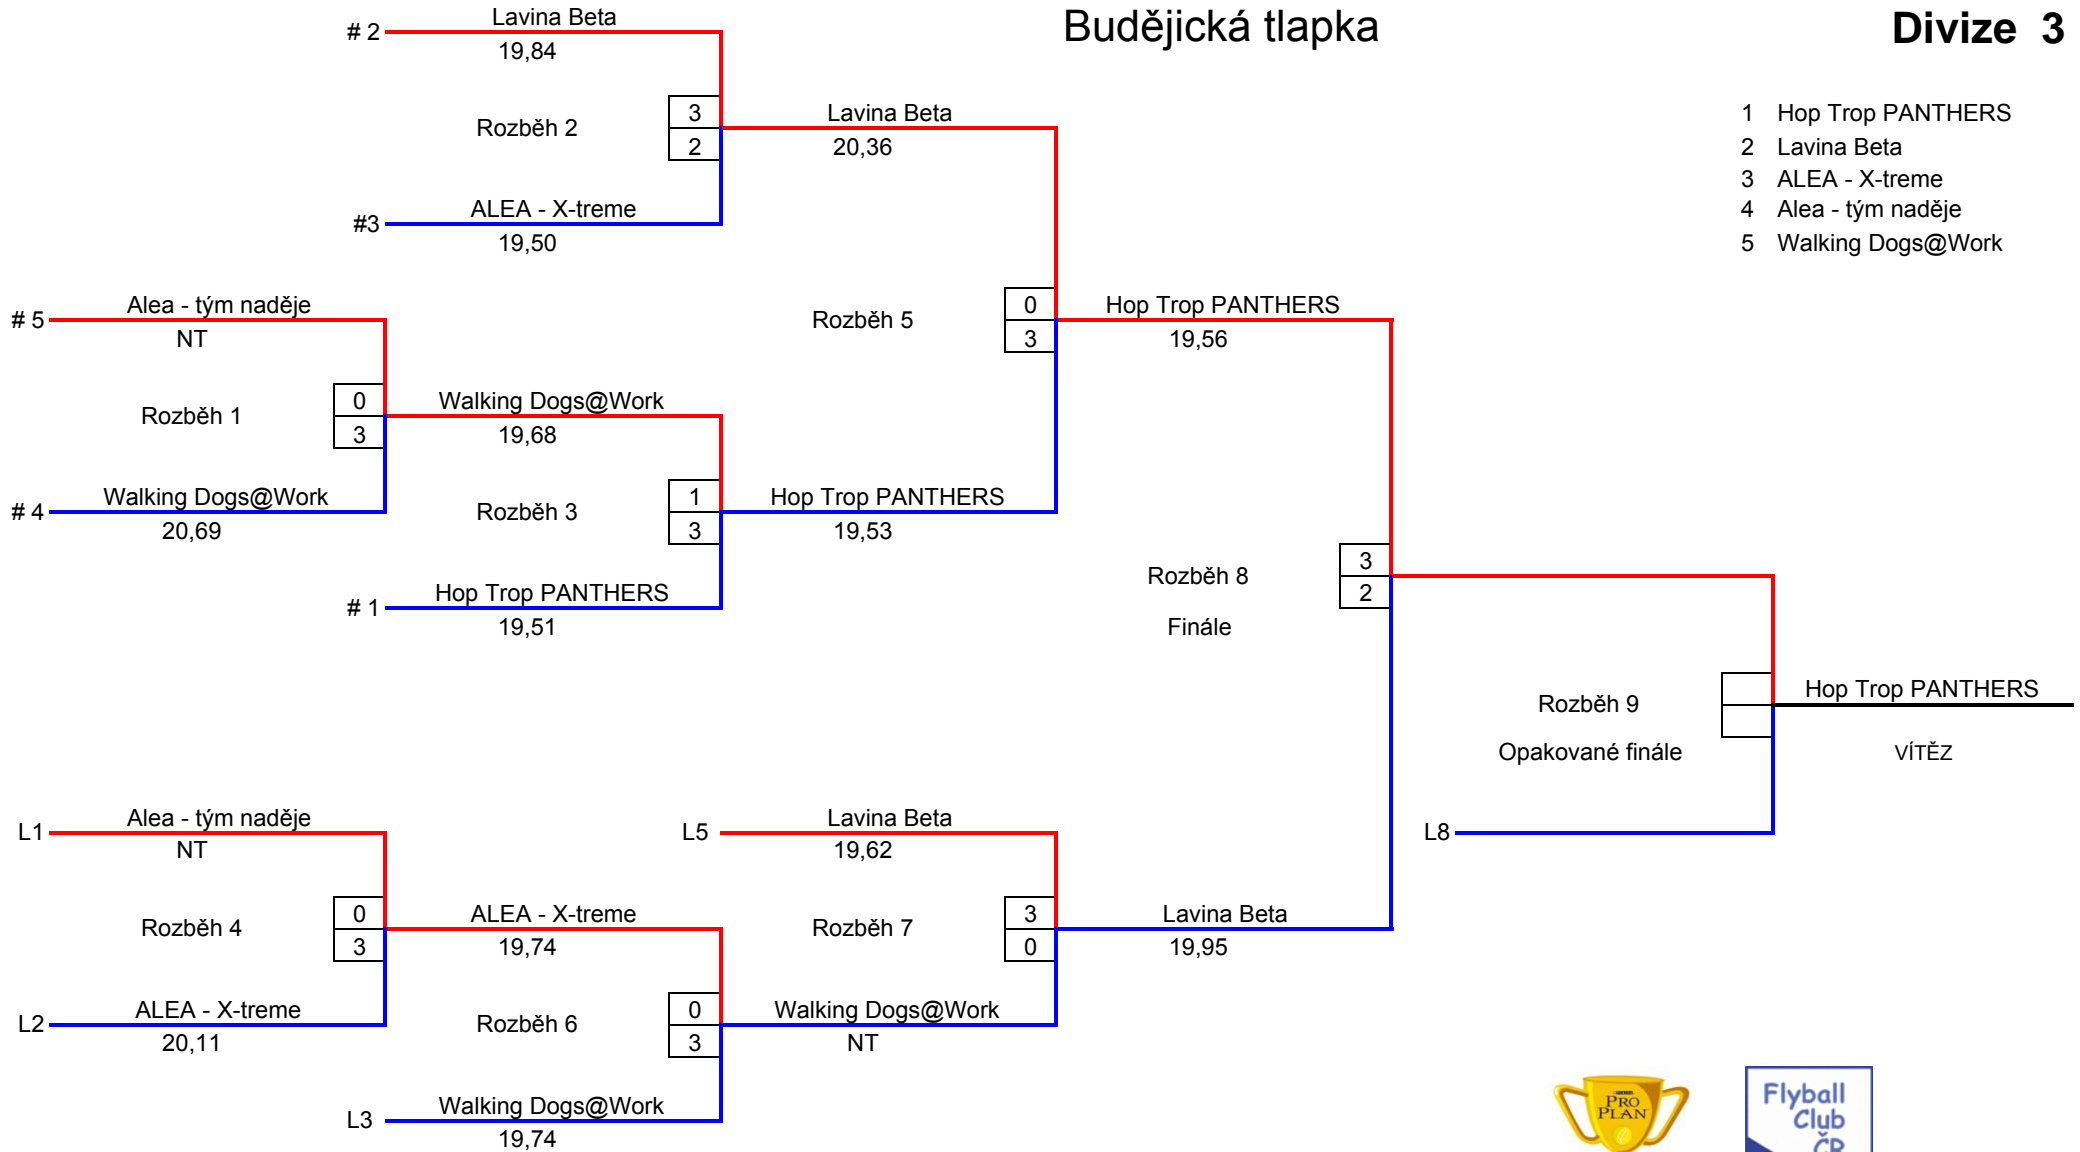 Budějická tlapka
Divize 3
1 Hop Trop PANTHERS
2 Lavina Beta
3 ALEA - X-treme
4 Alea - tým naděje
5 Walking Dogs@Work
# 2
Lavina Beta
19,84
Rozběh 2
3
2
#3
ALEA - X-treme
19,50
Lavina Beta
20,36
# 5
Alea - tým naděje
NT
Rozběh 1
0
3
# 4
Walking Dogs@Work
20,69
Walking Dogs@Work
19,68
Rozběh 3
1
3
# 1
Hop Trop PANTHERS
19,51
Hop Trop PANTHERS
19,53
Rozběh 5
0
3
Hop Trop PANTHERS
19,56
Rozběh 8
Finále
3
2
Rozběh 9
Opakované finále
Hop Trop PANTHERS
VÍTĚZ
L8
L1
Alea - tým naděje
NT
Rozběh 4
0
3
L2
ALEA - X-treme
20,11
ALEA - X-treme
19,74
Rozběh 6
0
3
L3
Walking Dogs@Work
19,74
L5
Lavina Beta
19,62
Rozběh 7
3
0
Walking Dogs@Work
NT
Lavina Beta
19,95
PRO
PLAN
Flyball
Club
ČR